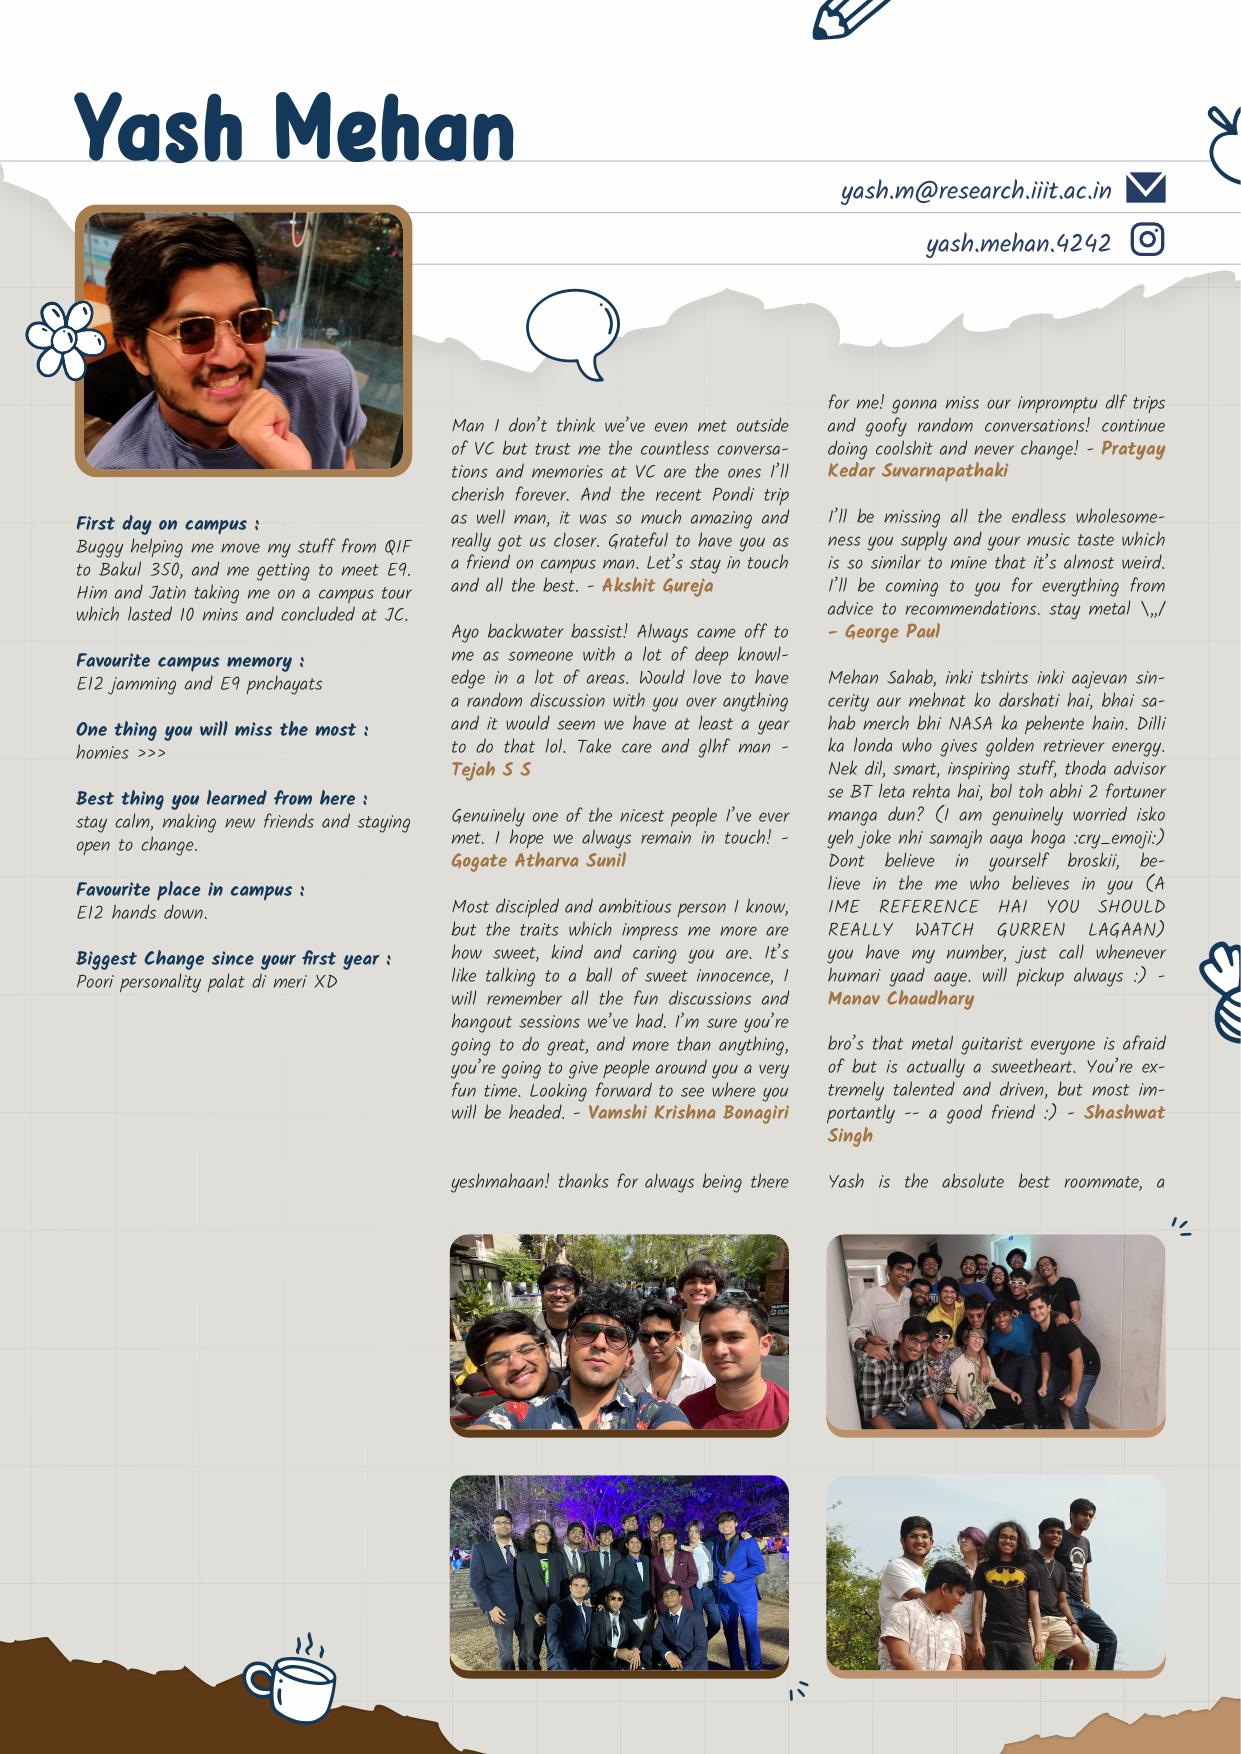 Yash Mehan
yash.m@research.iiit.ac.in
yash.mehan.4242
First day on campus :
Buggy helping me move my stuff from QIF
to Bakul 350, and me getting to meet E9.
Him and Jatin taking me on a campus tour
which lasted 10 mins and concluded at JC.
Favourite campus memory :
E12 jamming and E9 pnchayats
One thing you will miss the most :
homies >>>
Best thing you learned from here :
stay calm, making new friends and staying
open to change.
Favourite place in campus :
E12 hands down.
Biggest Change since your first year :
Poori personality palat di meri XD
Man I don't think we've even met outside
of VC but trust me the countless conversa-
tions and memories at VC are the ones I'll
cherish forever. And the recent Pondi trip
as well man, it was so much amazing and
really got us closer. Grateful to have you as
a friend on campus man. Let's stay in touch
and all the best. - Akshit Gureja
Ayo backwater bassist! Always came off to
me as someone with a lot of deep knowl-
edge in a lot of areas. Would love to have
a random discussion with you over anything
and it would seem we have at least a year
to do that lol. Take care and glhf man -
Tejah S S
Genuinely one of the nicest people I've ever
met. I hope we always remain in touch! -
Gogate Atharva Sunil
Most discipled and ambitious person I know,
but the traits which impress me more are
how sweet, kind and caring you are. It's
like talking to a ball of sweet innocence, I
will remember all the fun discussions and
hangout sessions we've had. I'm sure you're
going to do great, and more than anything,
you're going to give people around you a very
fun time. Looking forward to see where you
will be headed. - Vamshi Krishna Bonagiri
yeshmahaan! thanks for always being there
for me! gonna miss our impromptu dlf trips
and goofy random conversations! continue
doing coolshit and never change! - Pratyay
Kedar Suvarnapathaki
I'll be missing all the endless wholesome-
ness you supply and your music taste which
is so similar to mine that it's almost weird.
I'll be coming to you for everything from
advice to recommendations. stay metal \,,/
- George Paul
Mehan Sahab, inki tshirts inki aajevan sin-
cerity aur mehnat ko darshati hai, bhai sa-
hab merch bhi NASA ka pehente hain. Dilli
ka londa who gives golden retriever energy.
Nek dil, smart, inspiring stuff, thoda advisor
se BT leta rehta hai, bol toh abhi 2 fortuner
manga dun? (I am genuinely worried isko
yeh joke nhi samajh aaya hoga :cry_emoji:)
Dont believe in yourself broskii, be-
lieve in the me who believes in you (A
IME REFERENCE HAI YOU SHOULD
REALLY WATCH GURREN LAGAAN)
you have my number, just call whenever
humari yaad aaye. will pickup always :) -
Manav Chaudhary
bro's that metal guitarist everyone is afraid
of but is actually a sweetheart. You're ex-
tremely talented and driven, but most im-
portantly -- a good friend :) - Shashwat
Singh
Yash is the absolute best roommate, a